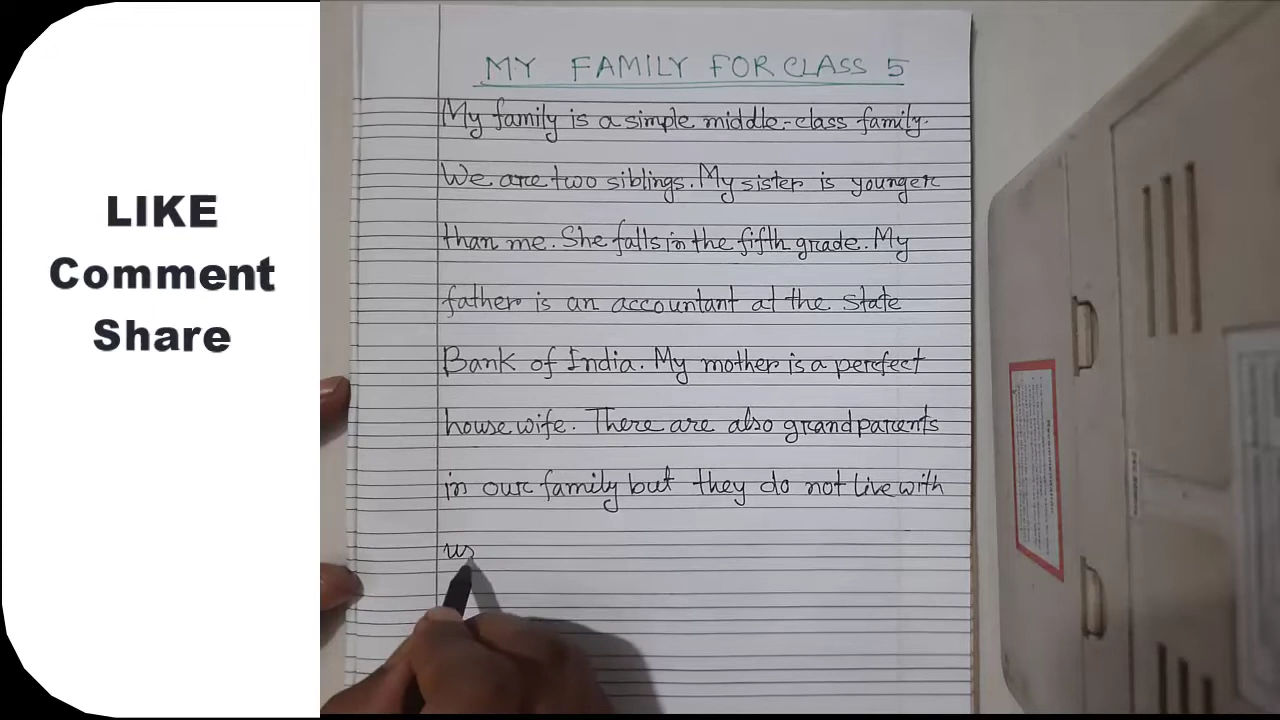 LIKE
Comment
Share
MY FAMILY FOR CLASS 5
My family is a simple middle-class family.
We are two siblings. My sister is younger
than me. She falls in the fifth grade. My
father is an accountant at the State
Bank of India. My mother is a perfect
house wife. There are also grandparents
in our family but they do not live with
us